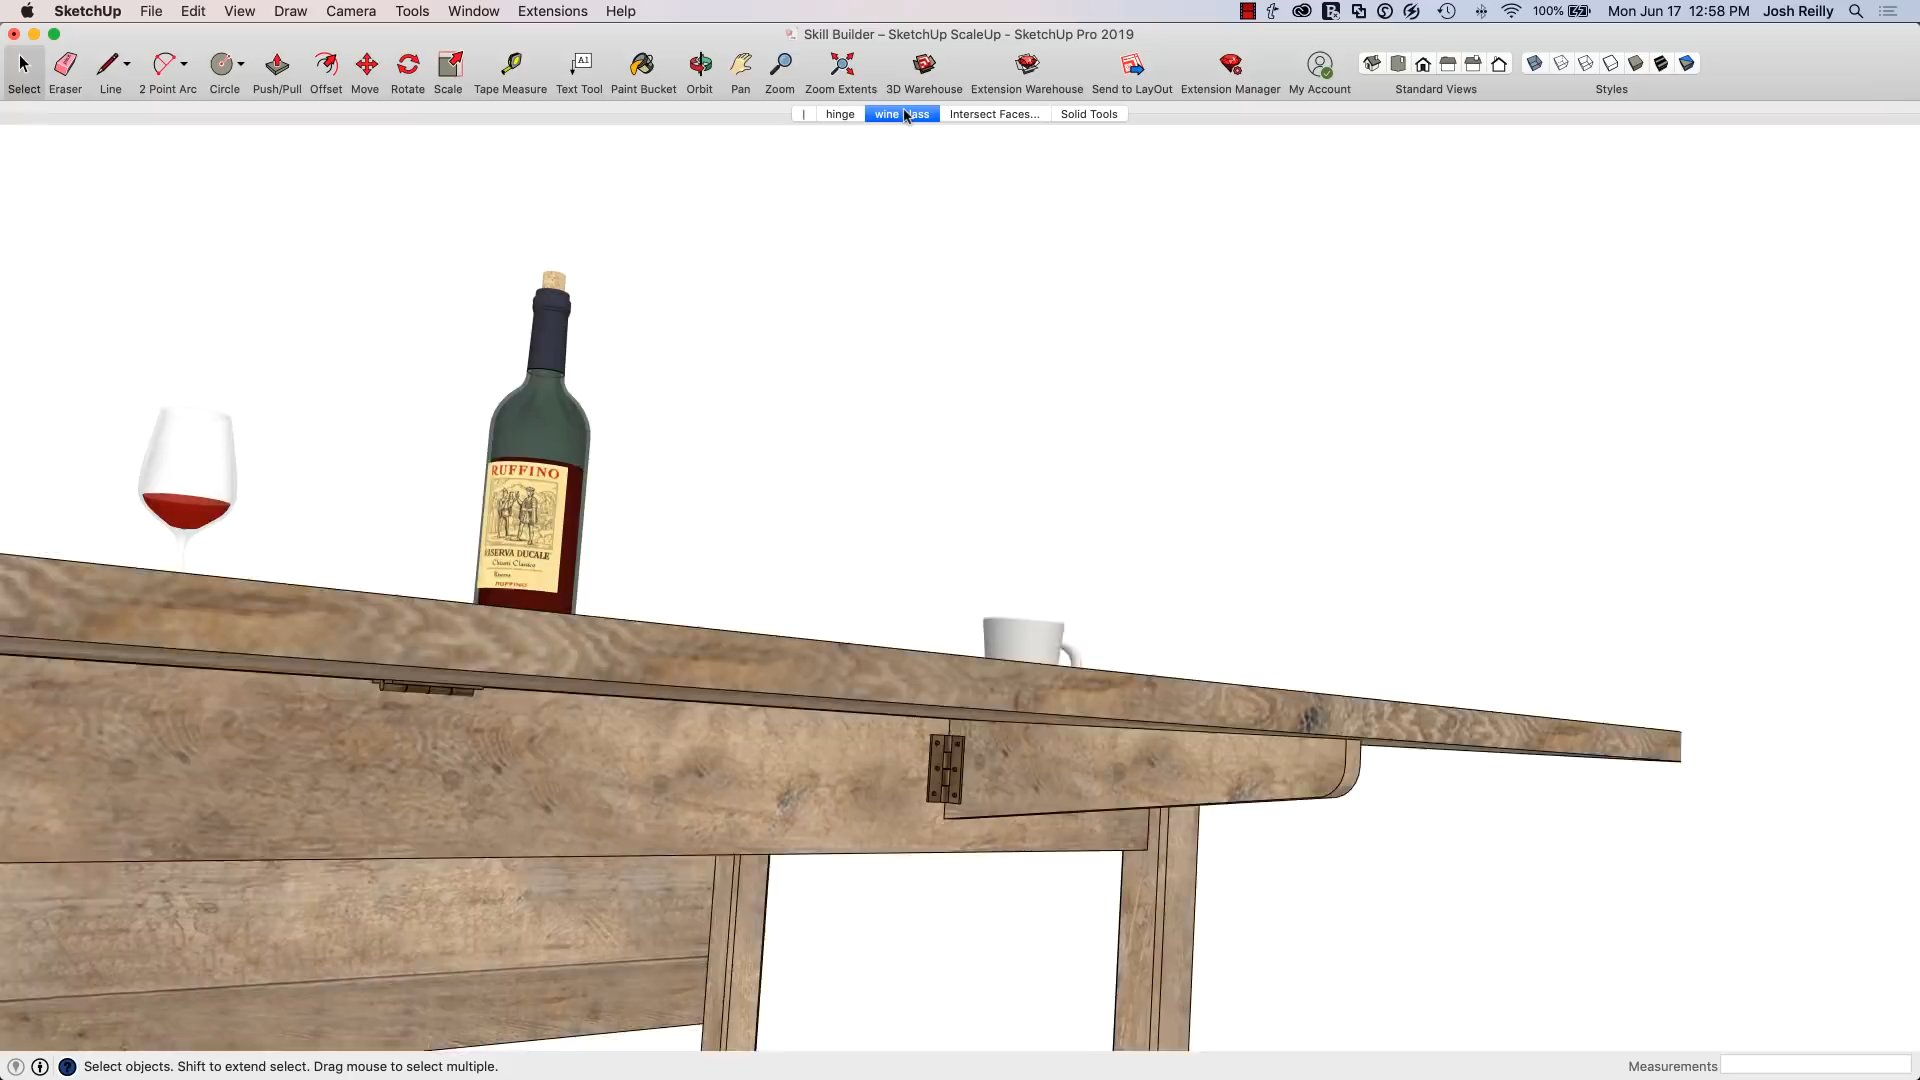 SketchUp File Edit View Draw Camera Tools Window Extensions Help 100% Mon Jun 17 12:58 PM Josh Reilly
Skill Builder – SketchUp ScaleUp - SketchUp Pro 2019
Select Eraser Line 2 Point Arc Circle Push/Pull Offset Move Rotate Scale Tape Measure Text Tool Paint Bucket Orbit Pan Zoom Zoom Extents 3D Warehouse Extension Warehouse Send to LayOut Extension Manager My Account Standard Views Styles
hinge wine Intersect Faces... Solid Tools
RUFFINO
RISERVA DUCALE
Chianti Classico
Riserva
RUFFINO
Select objects. Shift to extend select. Drag mouse to select multiple. Measurements